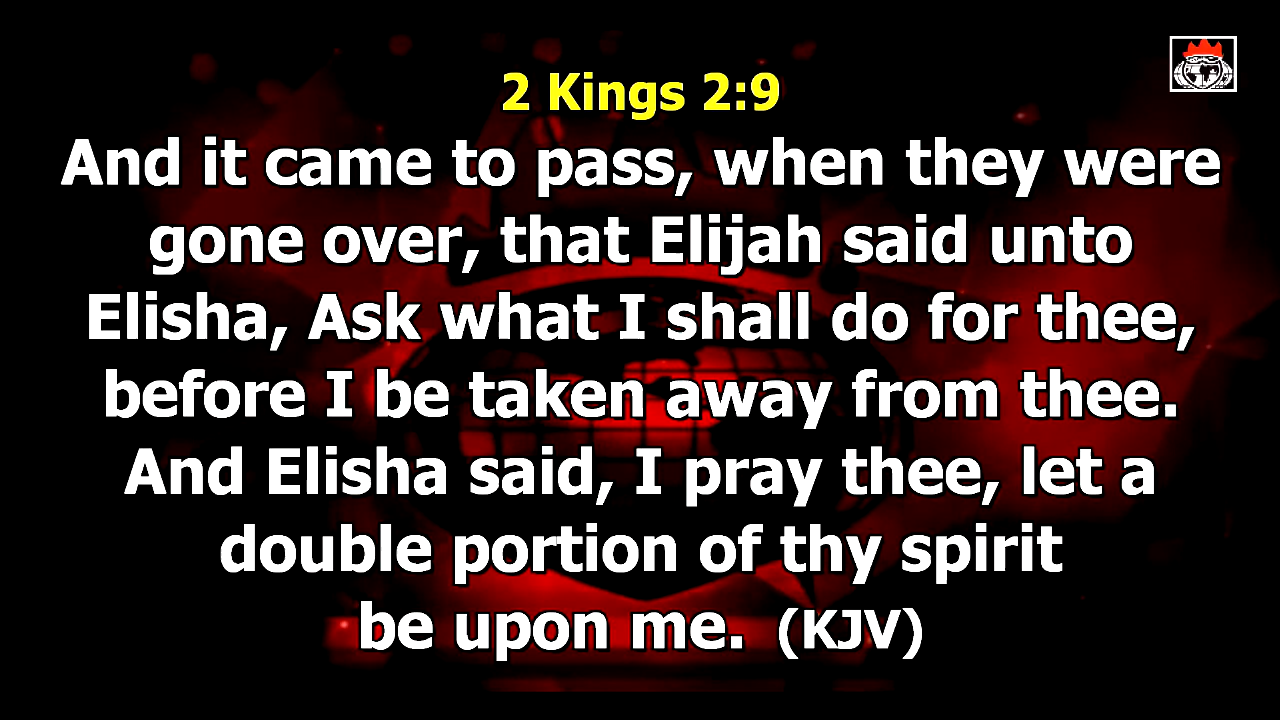 2 Kings 2:9
And it came to pass, when they were
gone over, that Elijah said unto
Elisha, Ask what I shall do for thee,
before I be taken away from thee.
And Elisha said, I pray thee, let a
double portion of thy spirit
be upon me. (KJV)